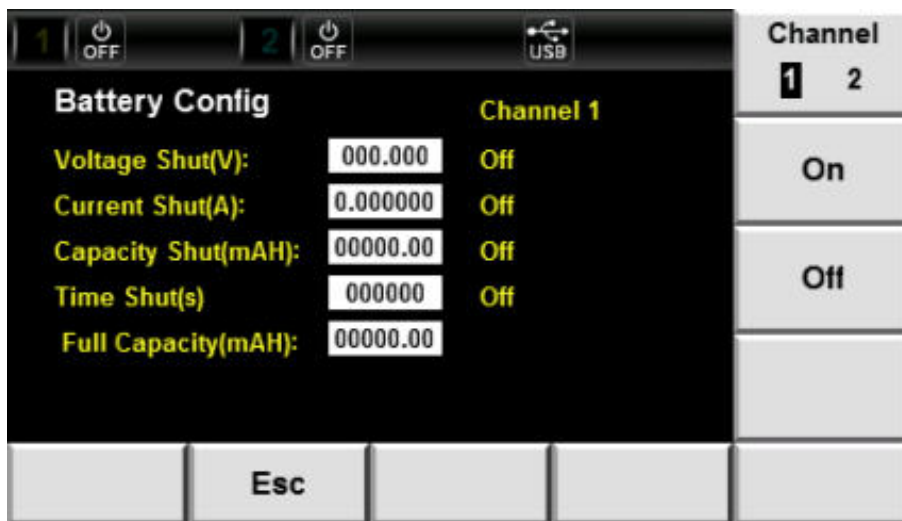 1 OFF 2 OFF USB
Channel
1 2
Battery Config
Channel 1
Voltage Shut(V): 000.000 Off
Current Shut(A): 0.000000 Off
Capacity Shut(mAH): 00000.00 Off
Time Shut(s) 000000 Off
Full Capacity(mAH): 00000.00
On
Off
Esc